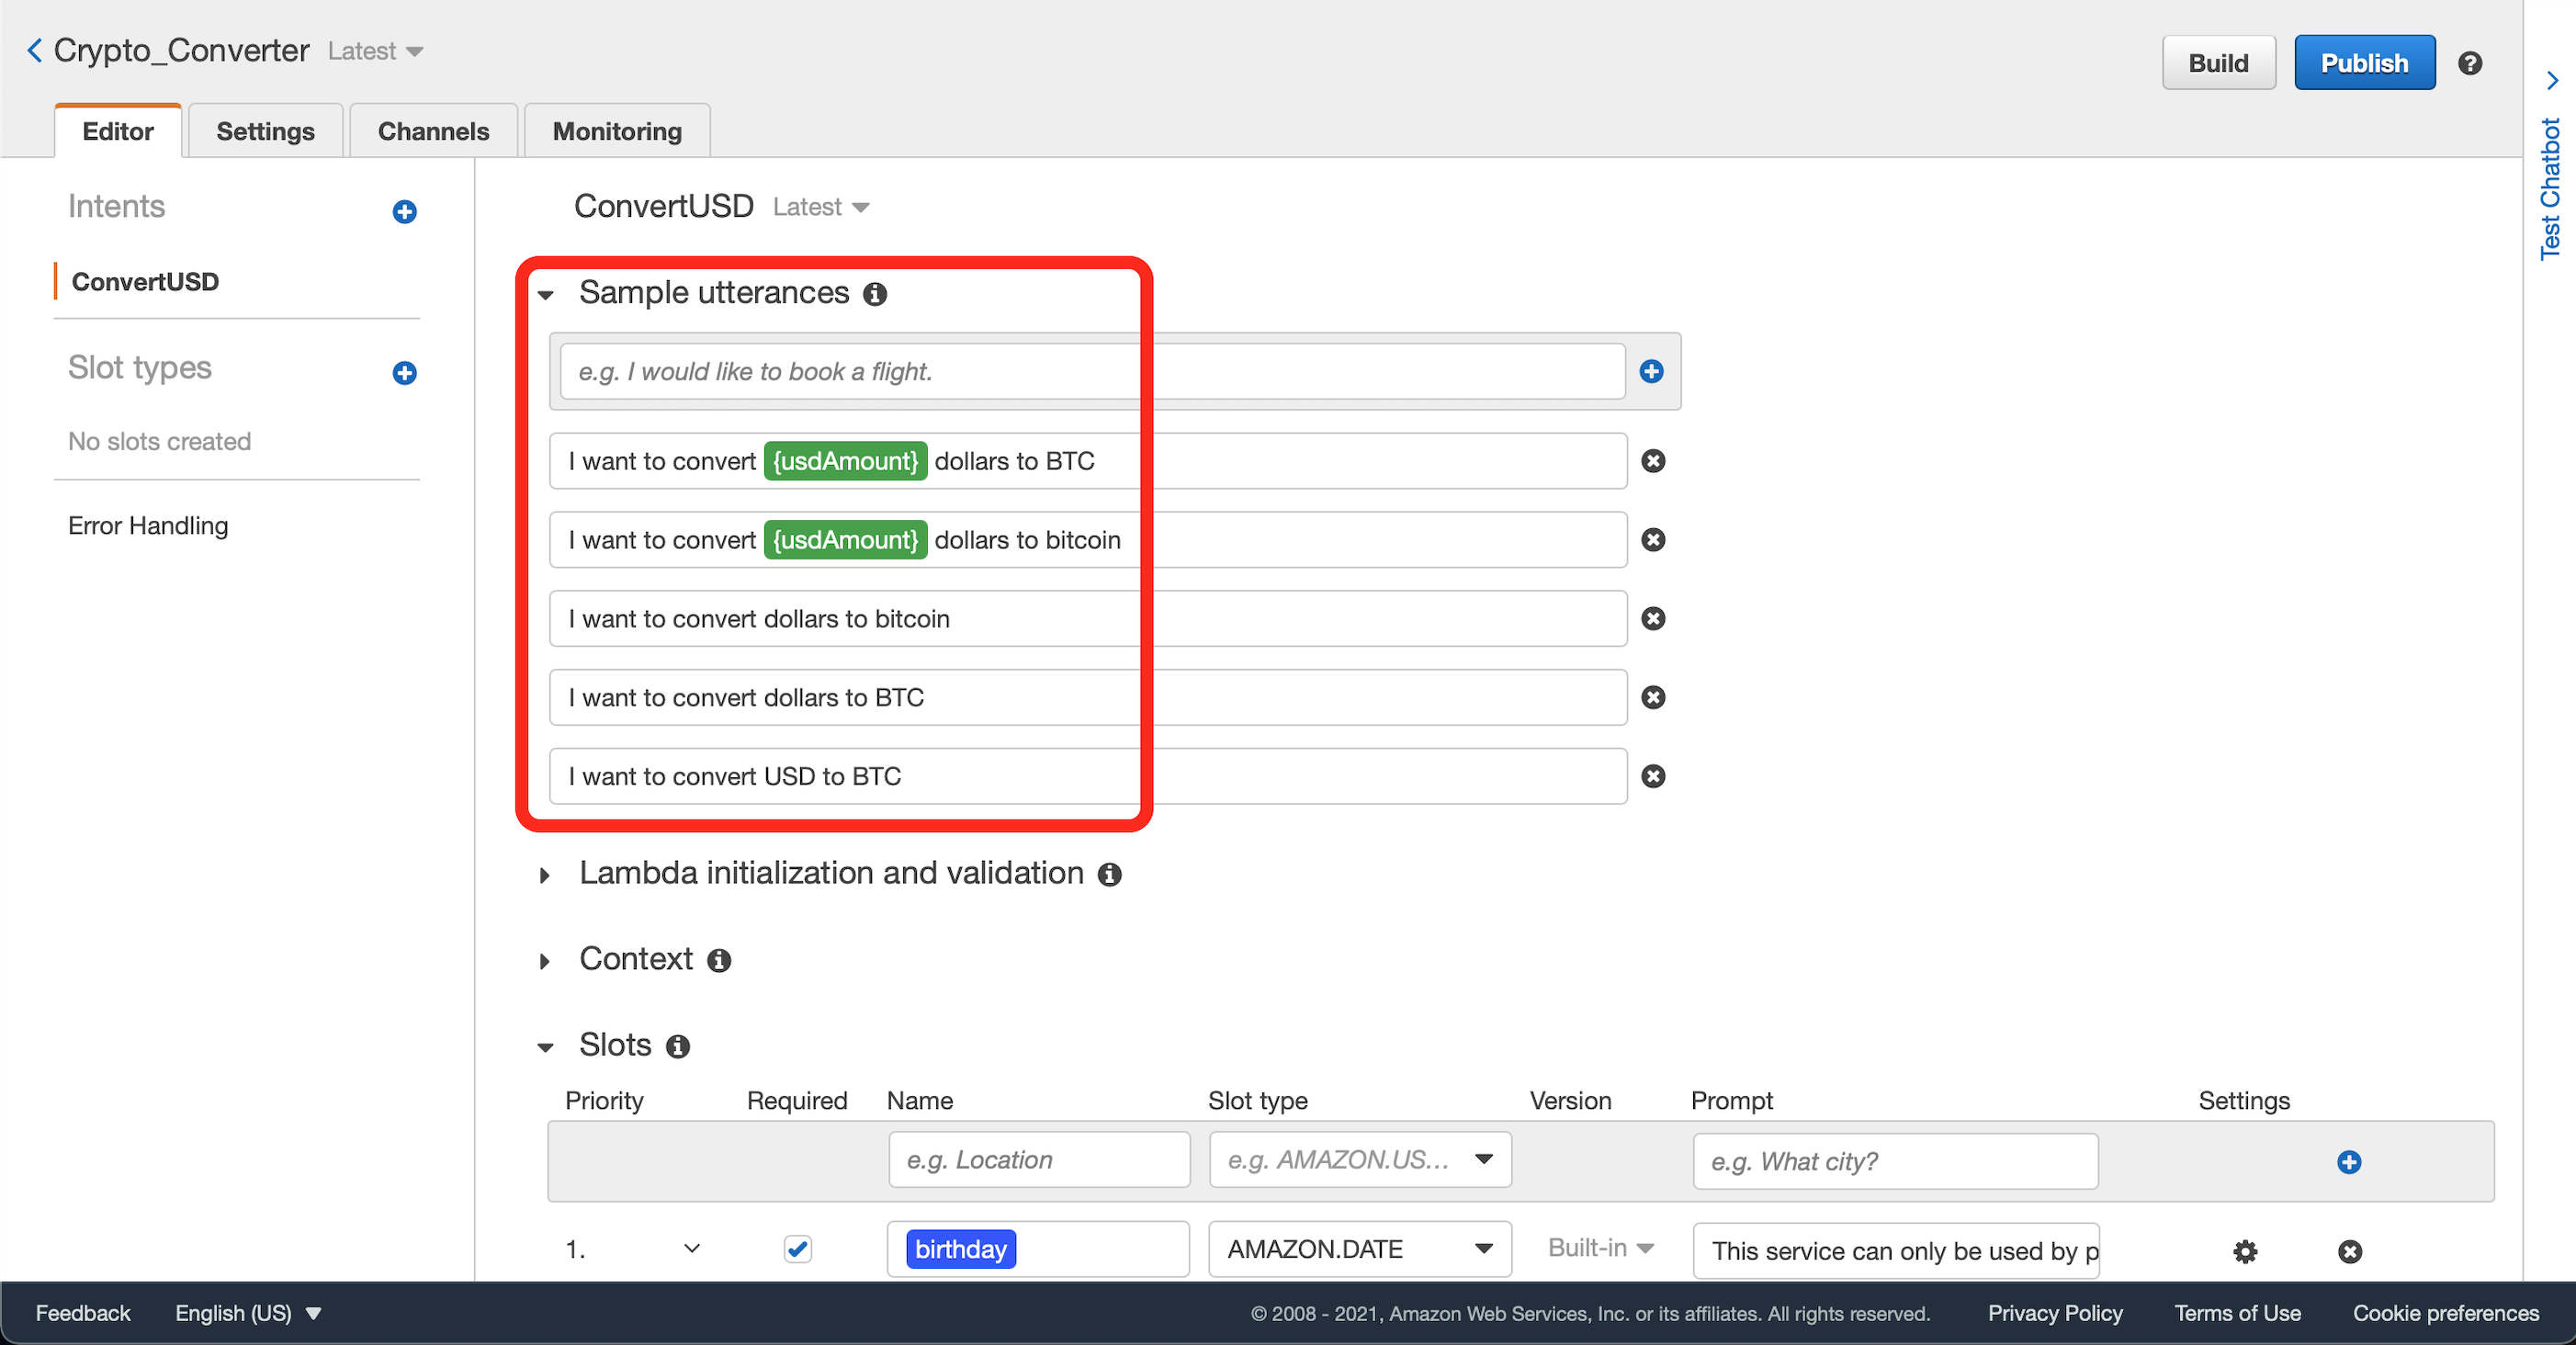 Crypto_Converter Latest
Build Publish
Editor Settings Channels Monitoring
Test Chatbot
Intents
ConvertUSD
Slot types
No slots created
Error Handling
ConvertUSD Latest
Sample utterances
e.g. I would like to book a flight.
I want to convert {usdAmount} dollars to BTC
I want to convert {usdAmount} dollars to bitcoin
I want to convert dollars to bitcoin
I want to convert dollars to BTC
I want to convert USD to BTC
Lambda initialization and validation
Context
Slots
Priority Required Name Slot type Version Prompt Settings
e.g. Location e.g. AMAZON.US... e.g. What city?
1. birthday AMAZON.DATE Built-in This service can only be used by p
Feedback English (US) © 2008 - 2021, Amazon Web Services, Inc. or its affiliates. All rights reserved. Privacy Policy Terms of Use Cookie preferences